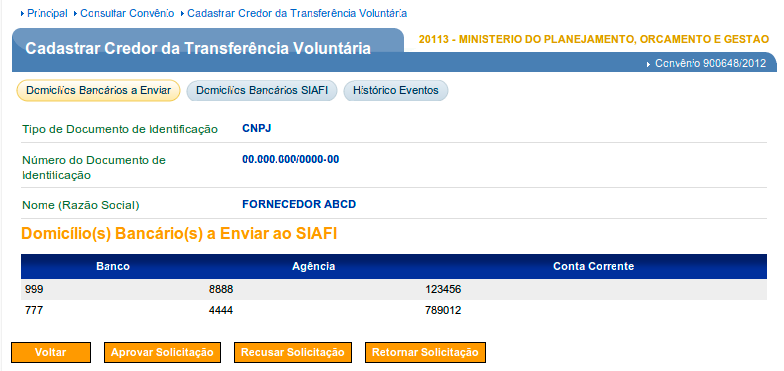 Principal Consultar Convênio Cadastrar Credor da Transferência Voluntária
20113 - MINISTERIO DO PLANEJAMENTO, ORCAMENTO E GESTAO
Cadastrar Credor da Transferência Voluntária
Convênio 900648/2012
Domicílios Bancários a Enviar Domicílios Bancários SIAFI Histórico Eventos
Tipo de Documento de Identificação CNPJ
Número do Documento de 00.000.000/0000-00
Identificação
Nome (Razão Social) FORNECEDOR ABCD
Domicílio(s) Bancário(s) a Enviar ao SIAFI
Banco Agência Conta Corrente
999 8888 123456
777 4444 789012
Voltar Aprovar Solicitação Recusar Solicitação Retornar Solicitação